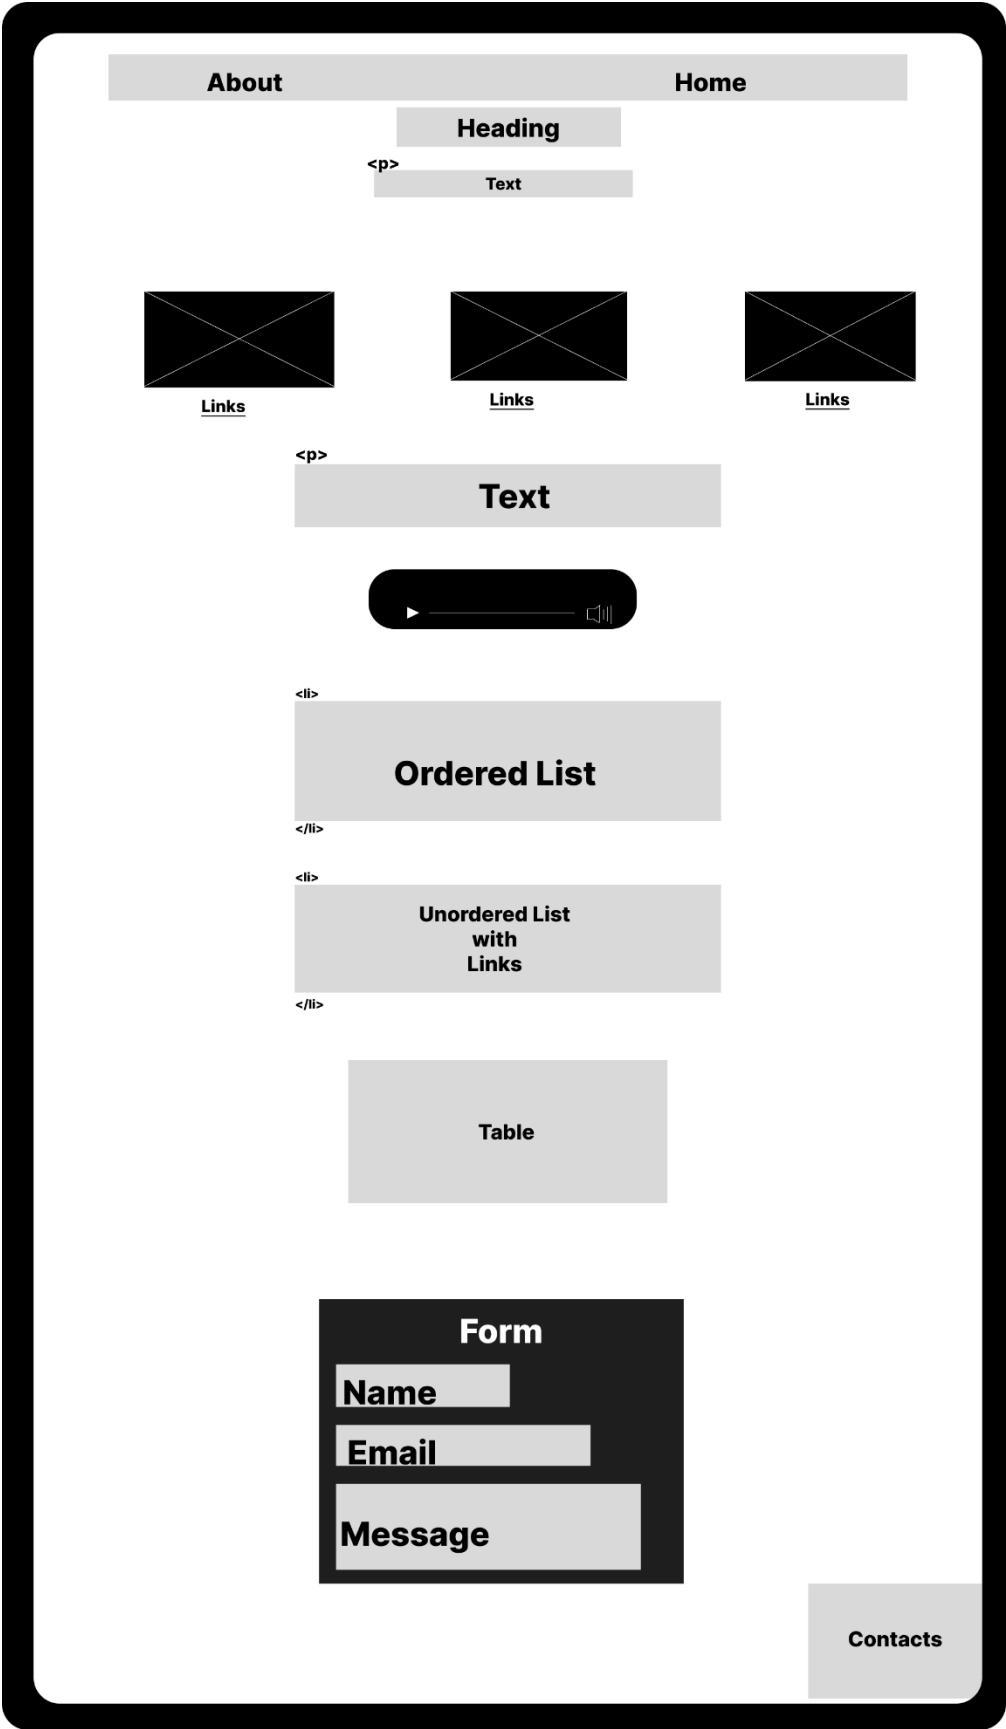 About
Home
Heading
<p>
Text
Links
Links
Links
<p>
Text
<li>
Ordered List
</li>
<li>
Unordered List
with
Links
</li>
Table
Form
Name
Email
Message
Contacts